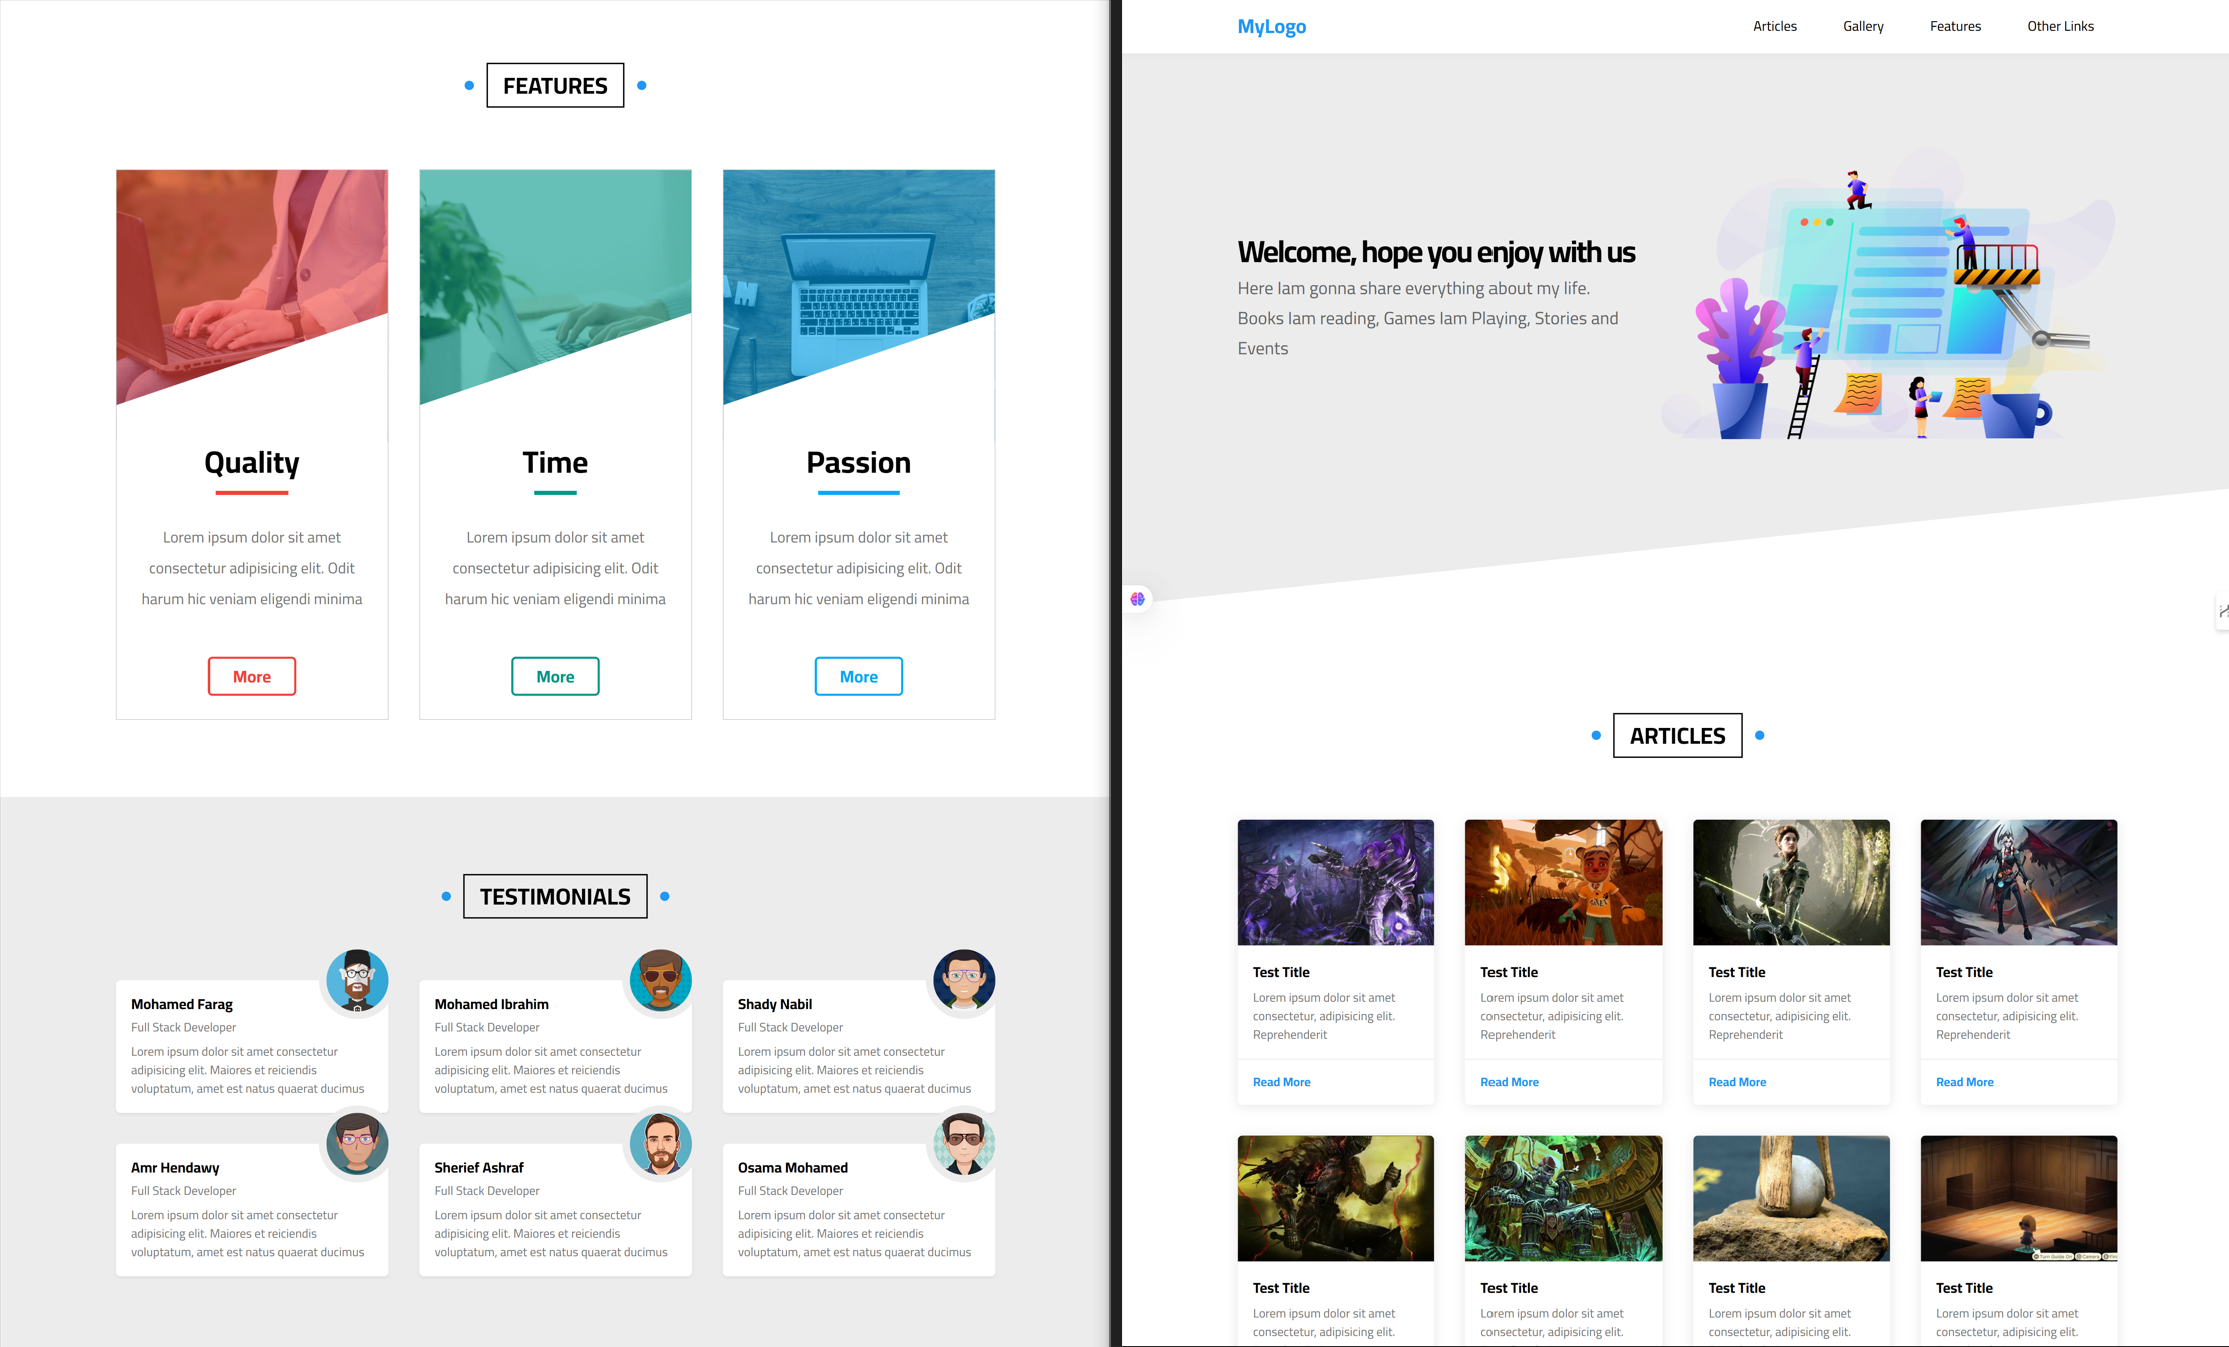 FEATURES
Quality
Lorem ipsum dolor sit amet
consectetur adipisicing elit. Odit
harum hic veniam eligendi minima
More
Time
Lorem ipsum dolor sit amet
consectetur adipisicing elit. Odit
harum hic veniam eligendi minima
More
Passion
Lorem ipsum dolor sit amet
consectetur adipisicing elit. Odit
harum hic veniam eligendi minima
More
TESTIMONIALS
Mohamed Farag
Full Stack Developer
Lorem ipsum dolor sit amet consectetur
adipisicing elit. Maiores et reiciendis
voluptatum, amet est natus quaerat ducimus
Mohamed Ibrahim
Full Stack Developer
Lorem ipsum dolor sit amet consectetur
adipisicing elit. Maiores et reiciendis
voluptatum, amet est natus quaerat ducimus
Shady Nabil
Full Stack Developer
Lorem ipsum dolor sit amet consectetur
adipisicing elit. Maiores et reiciendis
voluptatum, amet est natus quaerat ducimus
Amr Hendawy
Full Stack Developer
Lorem ipsum dolor sit amet consectetur
adipisicing elit. Maiores et reiciendis
voluptatum, amet est natus quaerat ducimus
Sherief Ashraf
Full Stack Developer
Lorem ipsum dolor sit amet consectetur
adipisicing elit. Maiores et reiciendis
voluptatum, amet est natus quaerat ducimus
Osama Mohamed
Full Stack Developer
Lorem ipsum dolor sit amet consectetur
adipisicing elit. Maiores et reiciendis
voluptatum, amet est natus quaerat ducimus
MyLogo
Articles
Gallery
Features
Other Links
Welcome, hope you enjoy with us
Here Iam gonna share everything about my life.
Books Iam reading, Games Iam Playing, Stories and
Events
ARTICLES
Test Title
Lorem ipsum dolor sit amet
consectetur, adipisicing elit.
Reprehenderit
Read More
Test Title
Lorem ipsum dolor sit amet
consectetur, adipisicing elit.
Reprehenderit
Read More
Test Title
Lorem ipsum dolor sit amet
consectetur, adipisicing elit.
Reprehenderit
Read More
Test Title
Lorem ipsum dolor sit amet
consectetur, adipisicing elit.
Reprehenderit
Read More
Test Title
Lorem ipsum dolor sit amet
consectetur, adipisicing elit.
Test Title
Lorem ipsum dolor sit amet
consectetur, adipisicing elit.
Test Title
Lorem ipsum dolor sit amet
consectetur, adipisicing elit.
Turn Guide On Camera
Test Title
Lorem ipsum dolor sit amet
consectetur, adipisicing elit.